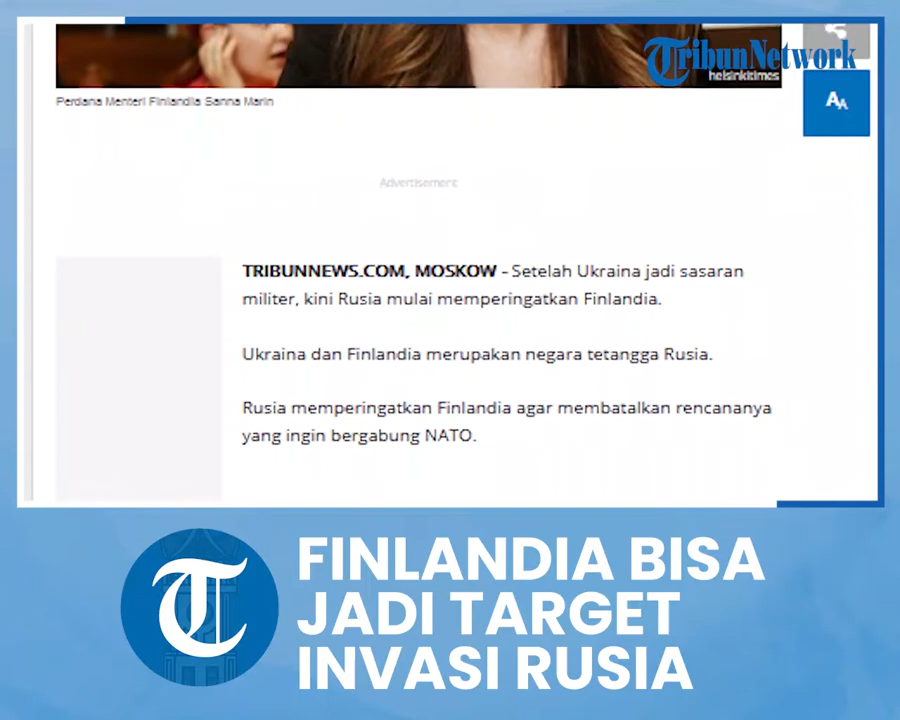 TribunNetwork
helsinkitimes
Perdana Menteri Finlandia Sanna Marin
AA
Advertisement
TRIBUNNEWS.COM, MOSKOW - Setelah Ukraina jadi sasaran
militer, kini Rusia mulai memperingatkan Finlandia.
Ukraina dan Finlandia merupakan negara tetangga Rusia.
Rusia memperingatkan Finlandia agar membatalkan rencananya
yang ingin bergabung NATO.
T
FINLANDIA BISA
JADI TARGET
INVASI RUSIA